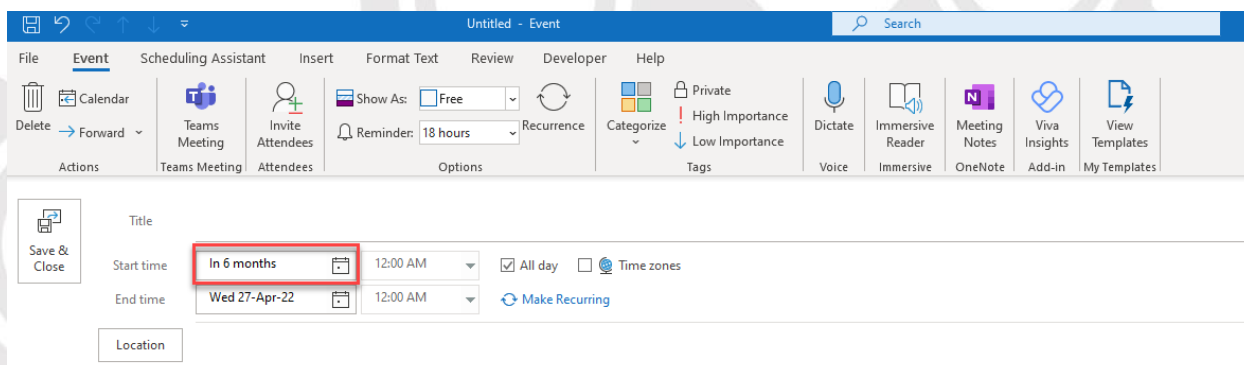 Untitled - Event
Search
File Event Scheduling Assistant Insert Format Text Review Developer Help
Delete
Calendar
Forward
Actions
Teams
Meeting
Teams Meeting
Invite
Attendees
Attendees
Show As: Free
Reminder: 18 hours
Recurrence
Options
Categorize
Private
High Importance
Low Importance
Tags
Dictate
Voice
Immersive
Reader
Immersive
Meeting
Notes
OneNote
Viva
Insights
Add-in
View
Templates
My Templates
Save &
Close
Title
Start time In 6 months 12:00 AM All day Time zones
End time Wed 27-Apr-22 12:00 AM Make Recurring
Location